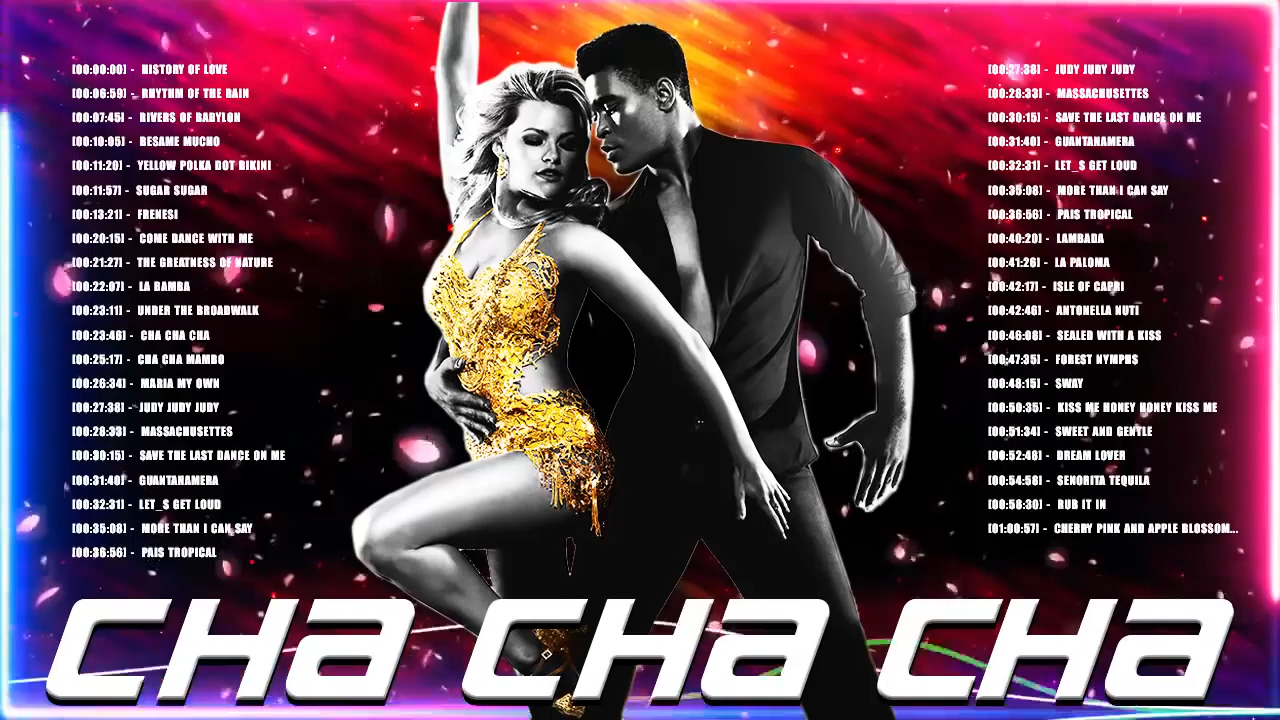 [00:00:00] - HISTORY OF LOVE
[00:06:59] - RHYTHM OF THE RAIN
[00:07:45] - RIVERS OF BABYLON
[00:10:05] - BESAME MUCHO
[00:11:20] - YELLOW POLKA DOT BIKINI
[00:11:57] - SUGAR SUGAR
[00:13:21] - FRENESI
[00:20:15] - COME DANCE WITH ME
[00:21:27] - THE GREATNESS OF NATURE
[00:22:07] - LA BAMBA
[00:23:11] - UNDER THE BROADWALK
[00:23:46] - CHA CHA CHA
[00:25:17] - CHA CHA MAMBO
[00:26:34] - MARIA MY OWN
[00:27:38] - JUDY JUDY JUDY
[00:28:33] - MASSACHUSETTES
[00:30:15] - SAVE THE LAST DANCE ON ME
[00:31:40] - GUANTANAMERA
[00:32:31] - LET_S GET LOUD
[00:35:08] - MORE THAN I CAN SAY
[00:36:56] - PAIS TROPICAL
[00:27:38] - JUDY JUDY JUDY
[00:28:33] - MASSACHUSETTES
[00:30:15] - SAVE THE LAST DANCE ON ME
[00:31:40] - GUANTANAMERA
[00:32:31] - LET_S GET LOUD
[00:35:08] - MORE THAN I CAN SAY
[00:36:56] - PAIS TROPICAL
[00:40:20] - LAMBADA
[00:41:26] - LA PALOMA
[00:42:17] - ISLE OF CAPRI
[00:42:46] - ANTONELLA NUTI
[00:46:08] - SEALED WITH A KISS
[00:47:35] - FOREST NYMPHS
[00:48:15] - SWAY
[00:50:35] - KISS ME HONEY HONEY KISS ME
[00:51:34] - SWEET AND GENTLE
[00:52:48] - DREAM LOVER
[00:54:58] - SENORITA TEQUILA
[00:58:30] - RUB IT IN
[01:00:57] - CHERRY PINK AND APPLE BLOSSOM...
CHa CHa CHa